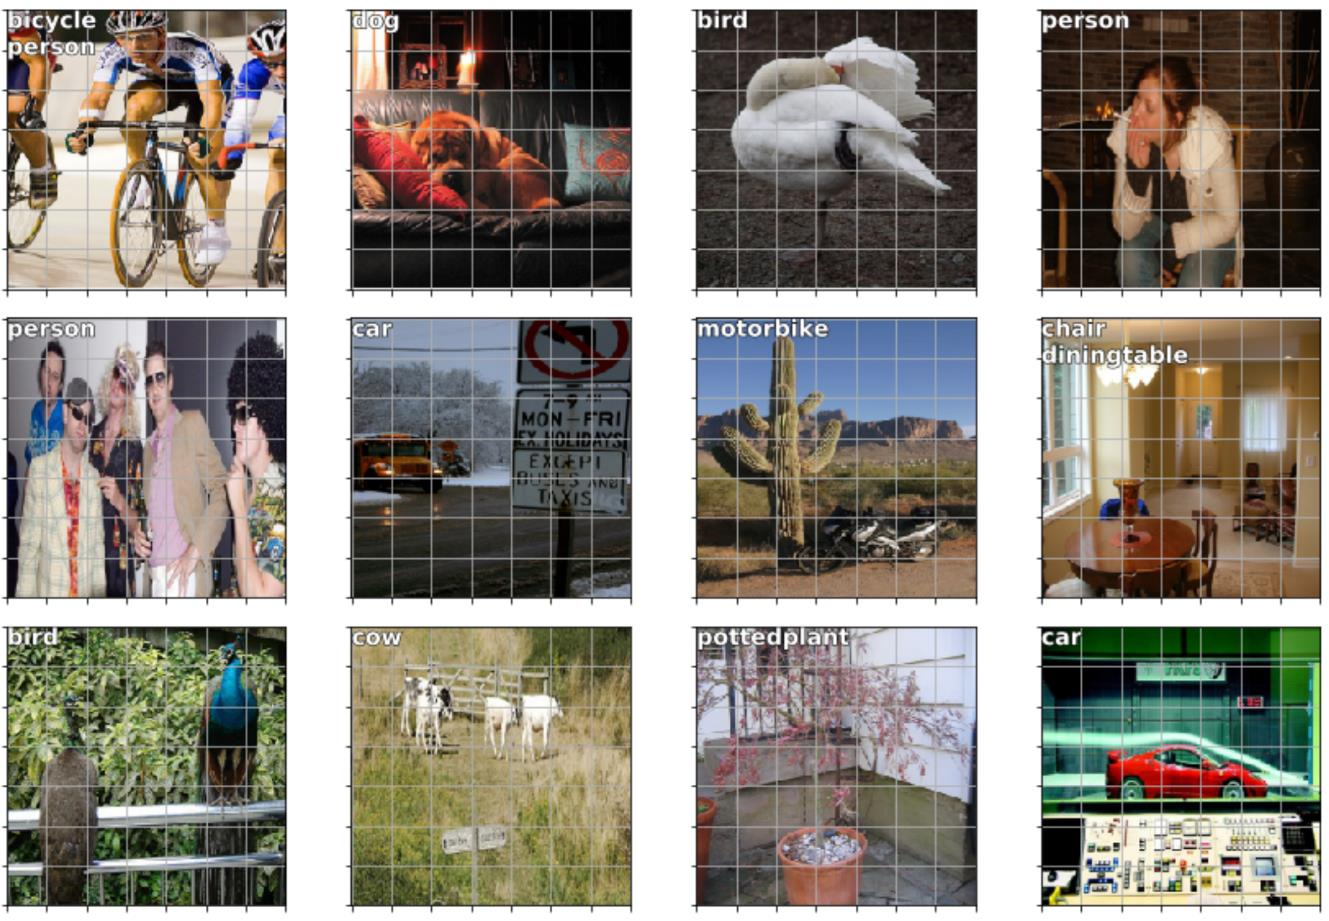 bicycle
person
dog
bird
person
person
car
7-9
MON-FRI
EX. HOLIDAYS
EXCEPT
BUSES AND
TAXIS
motorbike
chair
diningtable
bird
cow
pottedplant
car